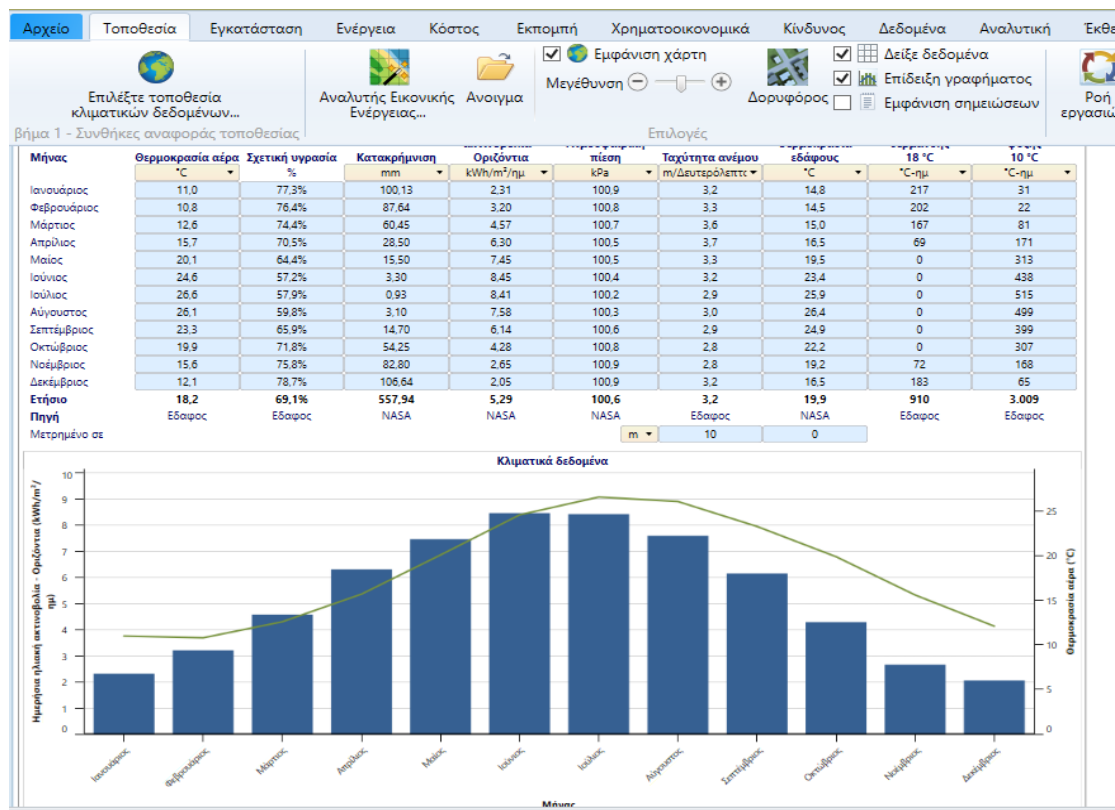 Αρχείο Τοποθεσία Εγκατάσταση Ενέργεια Κόστος Εκπομπή Χρηματοοικονομικά Κίνδυνος Δεδομένα Αναλυτική
Επιλέξτε τοποθεσία κλιματικών δεδομένων...
Αναλυτής Εικονικής Ενέργειας...
Ανοιγμα
Εμφάνιση χάρτη
Μεγέθυνση
Δορυφόρος
Δείξε δεδομένα
Επίδειξη γραφήματος
Εμφάνιση σημειώσεων
Ροή
βήμα 1 - Συνθήκες αναφοράς τοποθεσίας
Επιλογές
Μήνας Θερμοκρασία αέρα Σχετική υγρασία Κατακρήμνιση Οριζόντια πίεση Ταχύτητα ανέμου εδάφους 18 °C 10 °C
°C % mm kWh/m²/ημ kPa m/Δευτερόλεπτο °C °C-ημ °C-ημ
Ιανουάριος 11,0 77,3% 100,13 2,31 100,9 3,2 14,8 217 31
Φεβρουάριος 10,8 76,4% 87,64 3,20 100,8 3,3 14,5 202 22
Μάρτιος 12,6 74,4% 60,45 4,57 100,7 3,6 15,0 167 81
Απρίλιος 15,7 70,5% 28,50 6,30 100,5 3,7 16,5 69 171
Μαίος 20,1 64,4% 15,50 7,45 100,5 3,3 19,5 0 313
Ιούνιος 24,6 57,2% 3,30 8,45 100,4 3,2 23,4 0 438
Ιούλιος 26,6 57,9% 0,93 8,41 100,2 2,9 25,9 0 515
Αύγουστος 26,1 59,8% 3,10 7,58 100,3 3,0 26,4 0 499
Σεπτέμβριος 23,3 65,9% 14,70 6,14 100,6 2,9 24,9 0 399
Οκτώβριος 19,9 71,8% 54,25 4,28 100,8 2,8 22,2 0 307
Νοέμβριος 15,6 75,8% 82,80 2,65 100,9 2,8 19,2 72 168
Δεκέμβριος 12,1 78,7% 106,64 2,05 100,9 3,2 16,5 183 65
Ετήσιο 18,2 69,1% 557,94 5,29 100,6 3,2 19,9 910 3.009
Πηγή Εδαφος Εδαφος NASA NASA NASA Εδαφος NASA Εδαφος Εδαφος
Μετρημένο σε m 10 0
Κλιματικά δεδομένα
Ημερήσια ηλιακή ακτινοβολία - Οριζόντια (kWh/m²/ημ)
10
9
8
7
6
5
4
3
2
1
0
25
20
15
10
5
0
Θερμοκρασία αέρα (°C)
Ιανουάριος Φεβρουάριος Μάρτιος Απρίλιος Μαίος Ιούνιος Ιούλιος Αύγουστος Σεπτέμβριος Οκτώβριος Νοέμβριος Δεκέμβριος
Μήνας